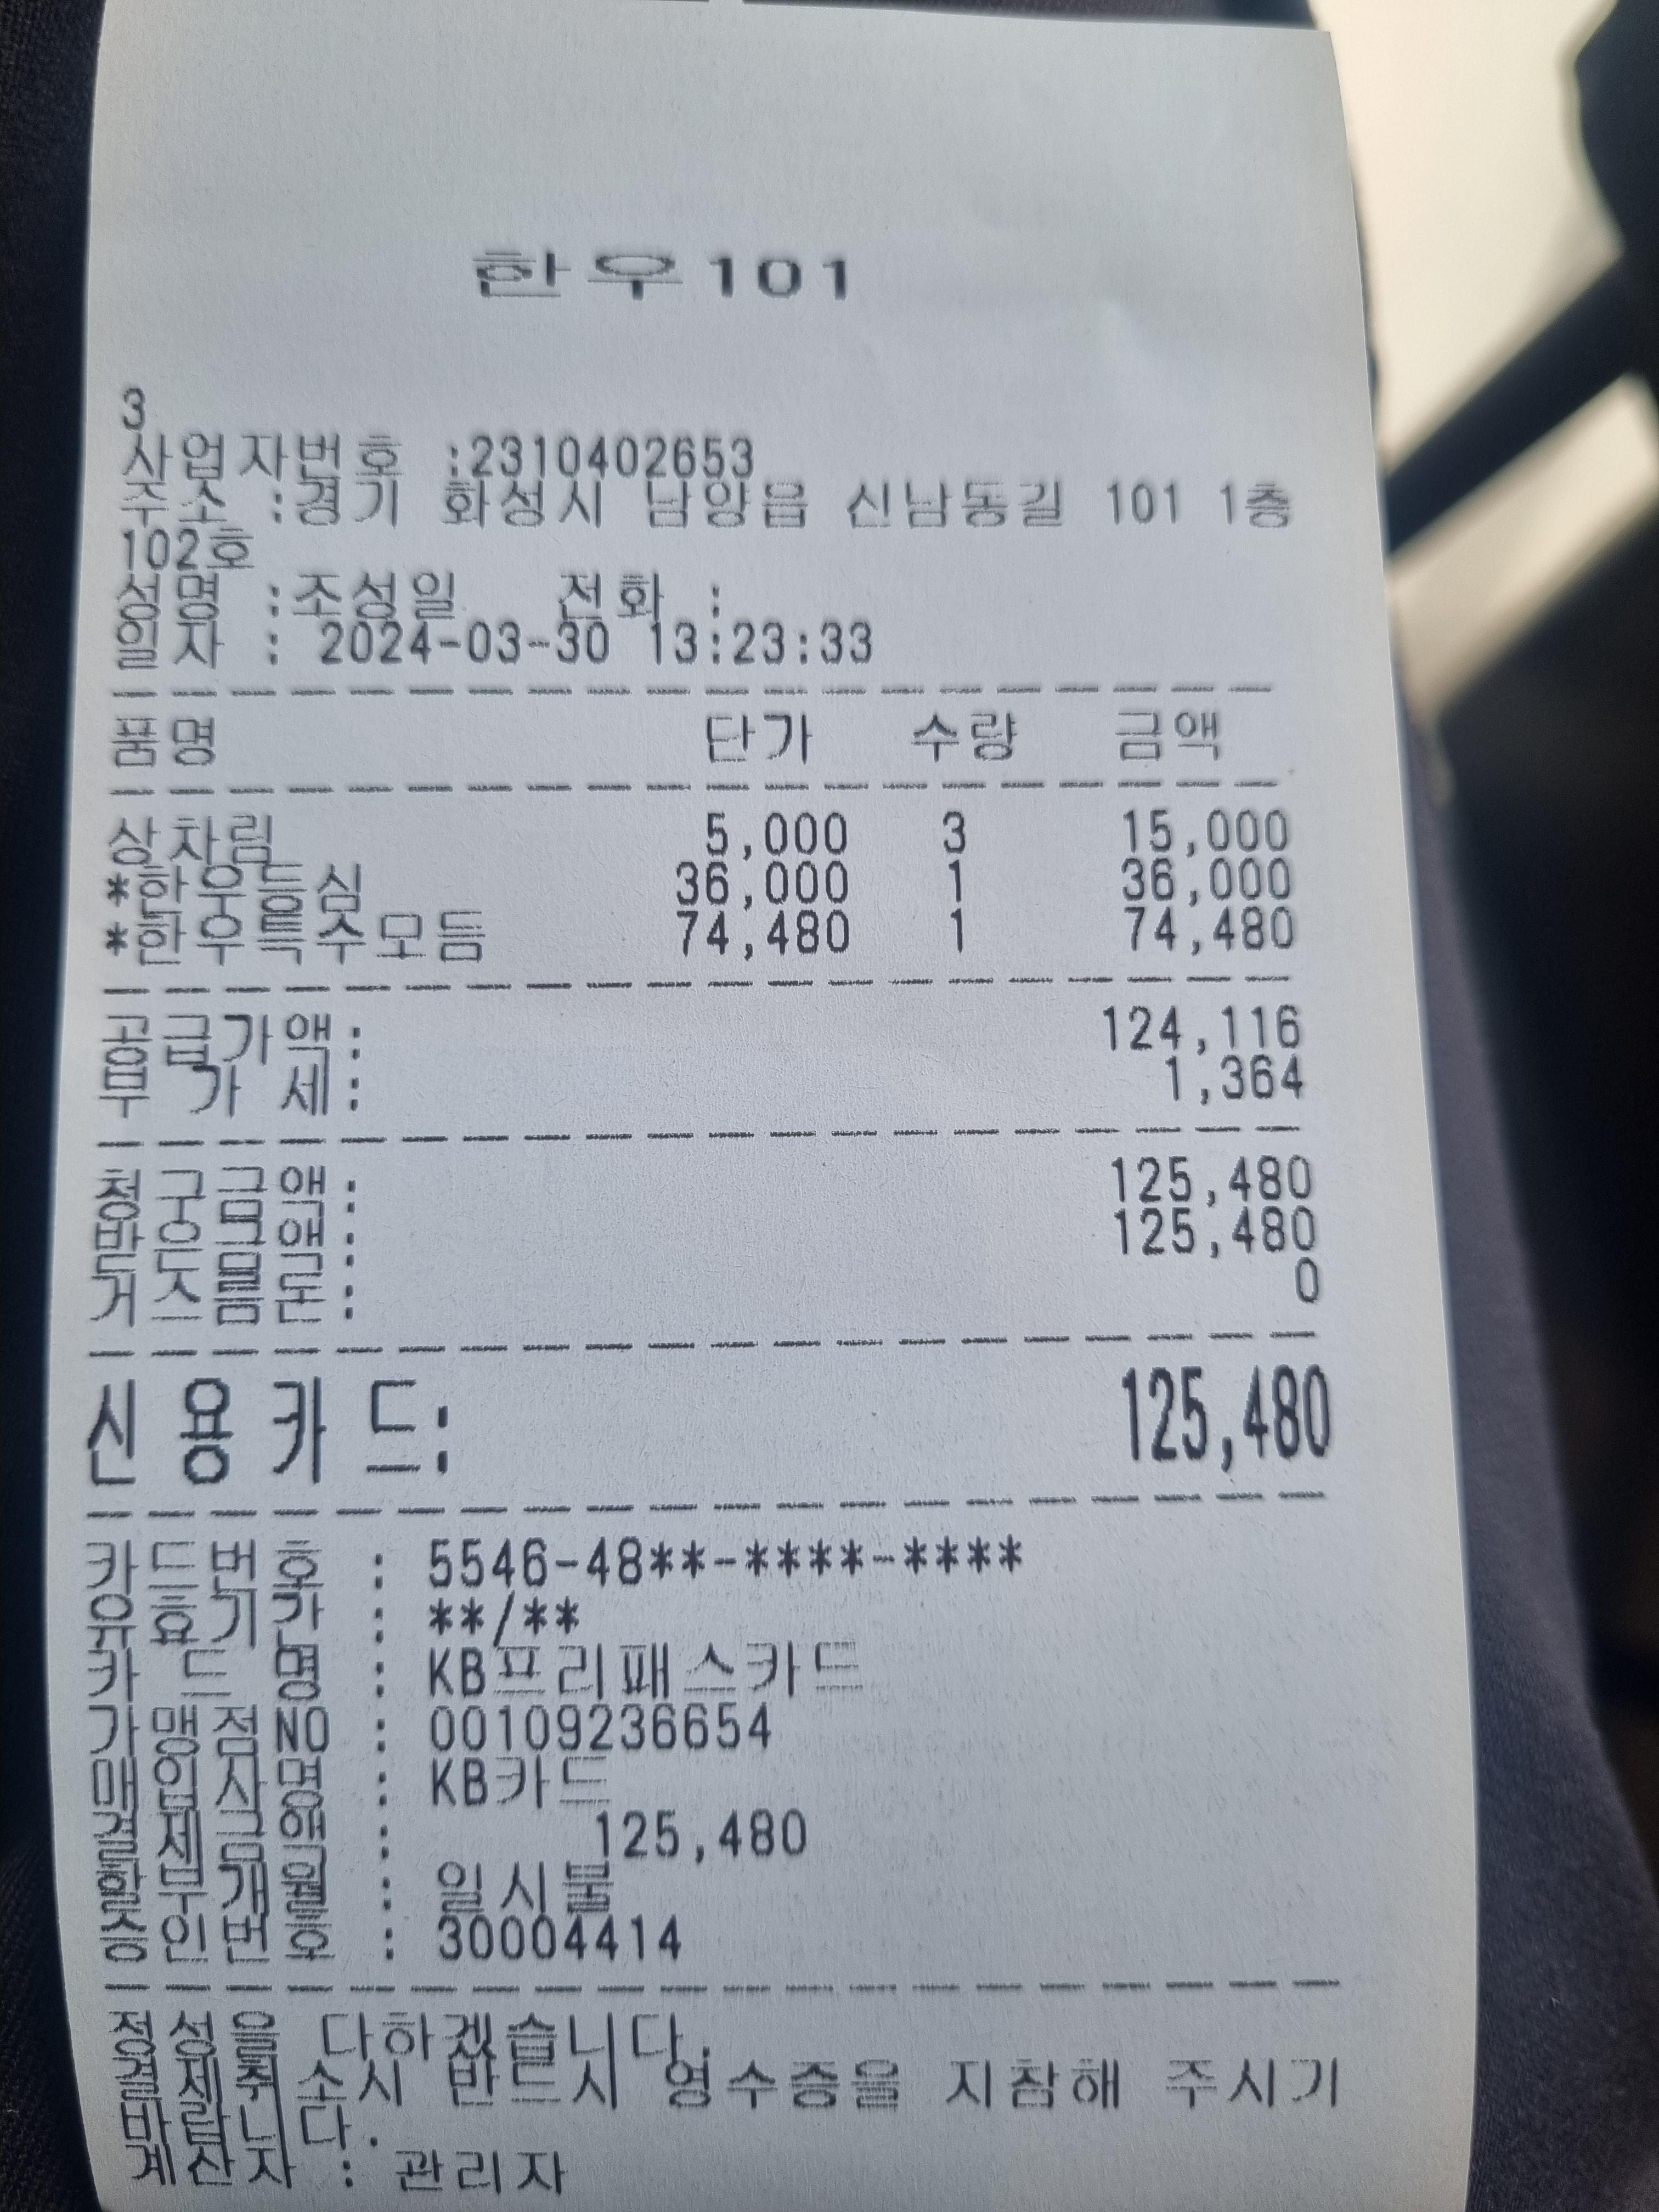 한우101
3
사업자번호 :2310402653
주소 :경기 화성시 남양읍 신남동길 101 1층
102호
성명 :조성일 전화 :
일자 : 2024-03-30 13:23:33
품명 단가 수량 금액
상차림 5,000 3 15,000
*한우등심 36,000 1 36,000
*한우특수모듬 74,480 1 74,480
공급가액: 124,116
부 가 세: 1,364
청구금액: 125,480
받은금액: 125,480
거스름돈: 0
신용카드: 125,480
카드번호 : 5546-48**-****-****
유효기간 : **/**
카 드 명 : KB프리패스카드
가맹점NO : 00109236654
매입사명 : KB카드
결제금액 : 125,480
할부개월 : 일시불
승인번호 : 30004414
정성을 다하겠습니다.
결제취소시 반드시 영수증을 지참해 주시기
바랍니다.
계산자 : 관리자